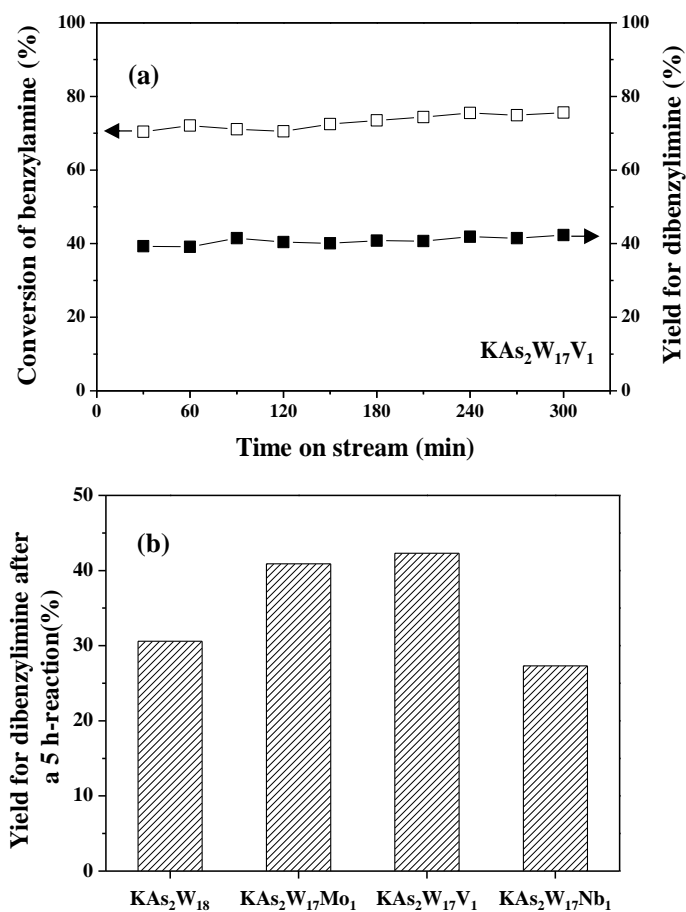 100
80
60
40
20
0
Conversion of benzylamine (%)
(a)
KAs₂W₁₇V₁
100
80
60
40
20
0
Yield for dibenzylimine (%)
0 60 120 180 240 300
Time on stream (min)
50
40
30
20
10
0
Yield for dibenzylimine after
a 5 h-reaction(%)
(b)
KAs₂W₁₈ KAs₂W₁₇Mo₁ KAs₂W₁₇V₁ KAs₂W₁₇Nb₁